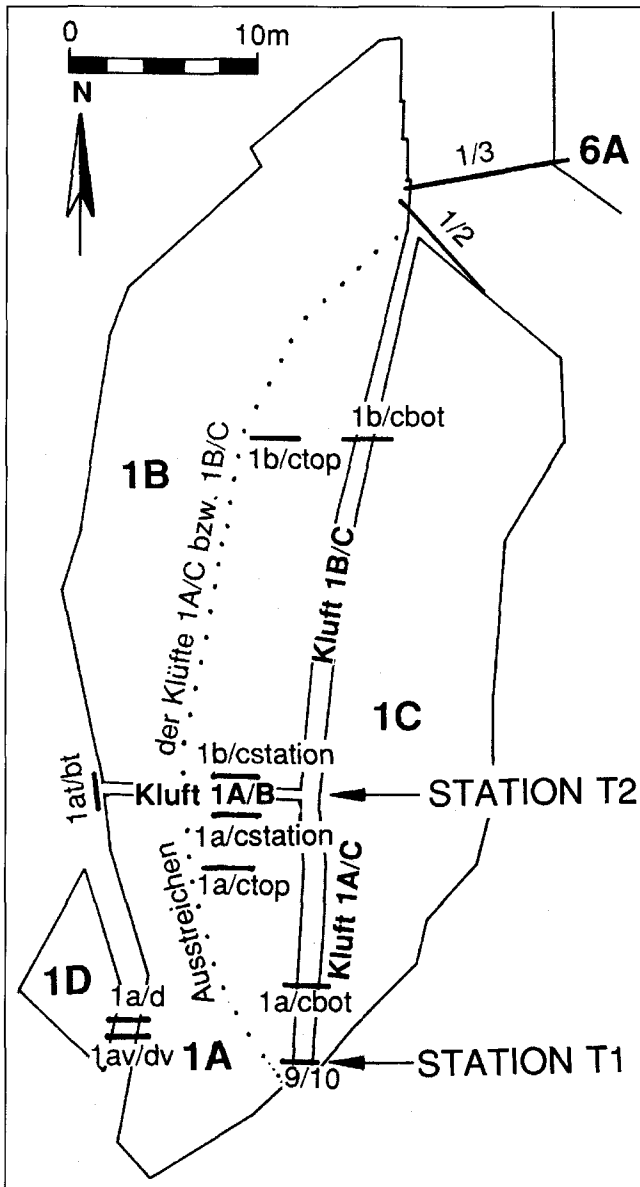 0 10m
N
1/3
6A
1/2
1b/cbot
1b/ctop
1B
der Klüfte 1A/C bzw. 1B/C
Kluft 1B/C
1C
1b/cstation
1at/bt
Kluft 1A/B
STATION T2
1a/cstation
1a/ctop
Ausstreichen
Kluft 1A/C
1D
1a/d
1a/cbot
1av/dv
1A
9/10
STATION T1